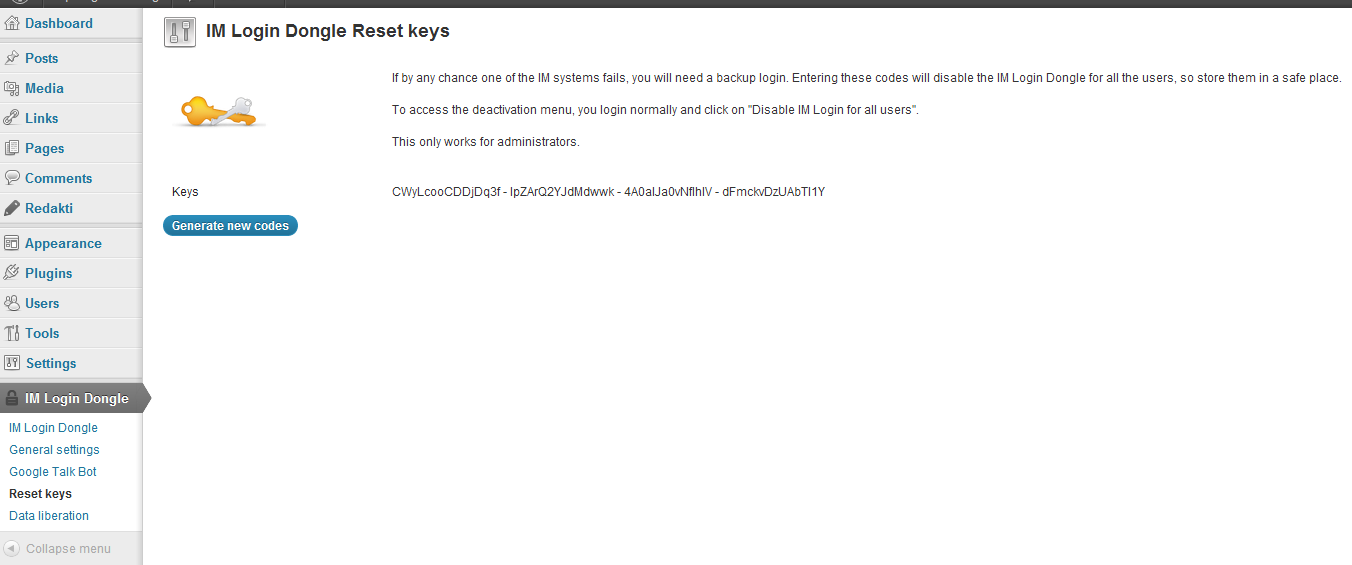 Dashboard
Posts
Media
Links
Pages
Comments
Redakti
Appearance
Plugins
Users
Tools
Settings
IM Login Dongle
IM Login Dongle
General settings
Google Talk Bot
Reset keys
Data liberation
Collapse menu
IM Login Dongle Reset keys
If by any chance one of the IM systems fails, you will need a backup login. Entering these codes will disable the IM Login Dongle for all the users, so store them in a safe place.
To access the deactivation menu, you login normally and click on "Disable IM Login for all users".
This only works for administrators.
Keys
Generate new codes